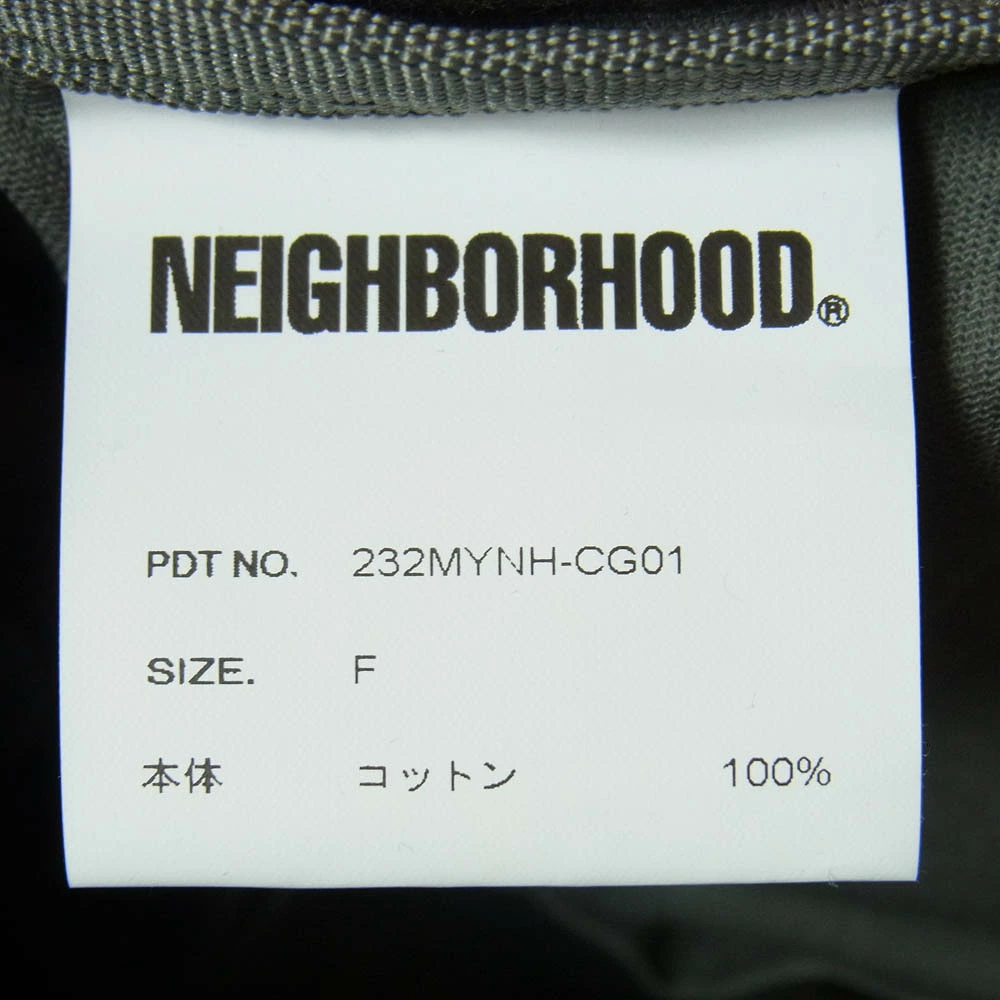 NEIGHBORHOOD®
PDT NO. 232MYNH-CG01
SIZE. F
本体 コットン 100%